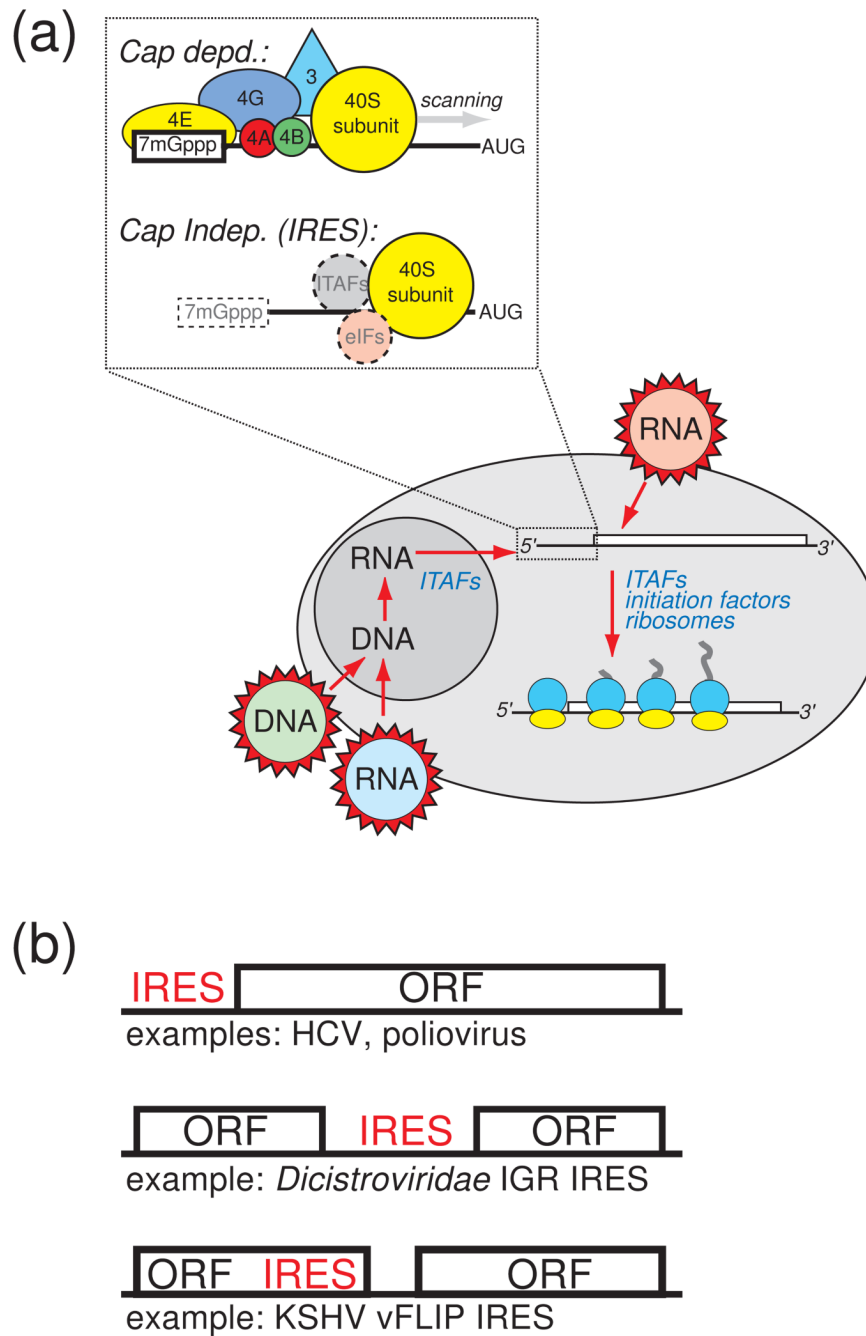 (a)
Cap depd.:
3
4G
40S
subunit
scanning
4E
4A
4B
7mGppp
AUG
Cap Indep. (IRES):
40S
subunit
ITAFs
7mGppp
AUG
eIFs
RNA
5'
3'
RNA
ITAFs
ITAFs
initiation factors
ribosomes
DNA
DNA
5'
3'
RNA
(b)
IRES ORF
examples: HCV, poliovirus
ORF IRES ORF
example: Dicistroviridae IGR IRES
ORF IRES ORF
example: KSHV vFLIP IRES